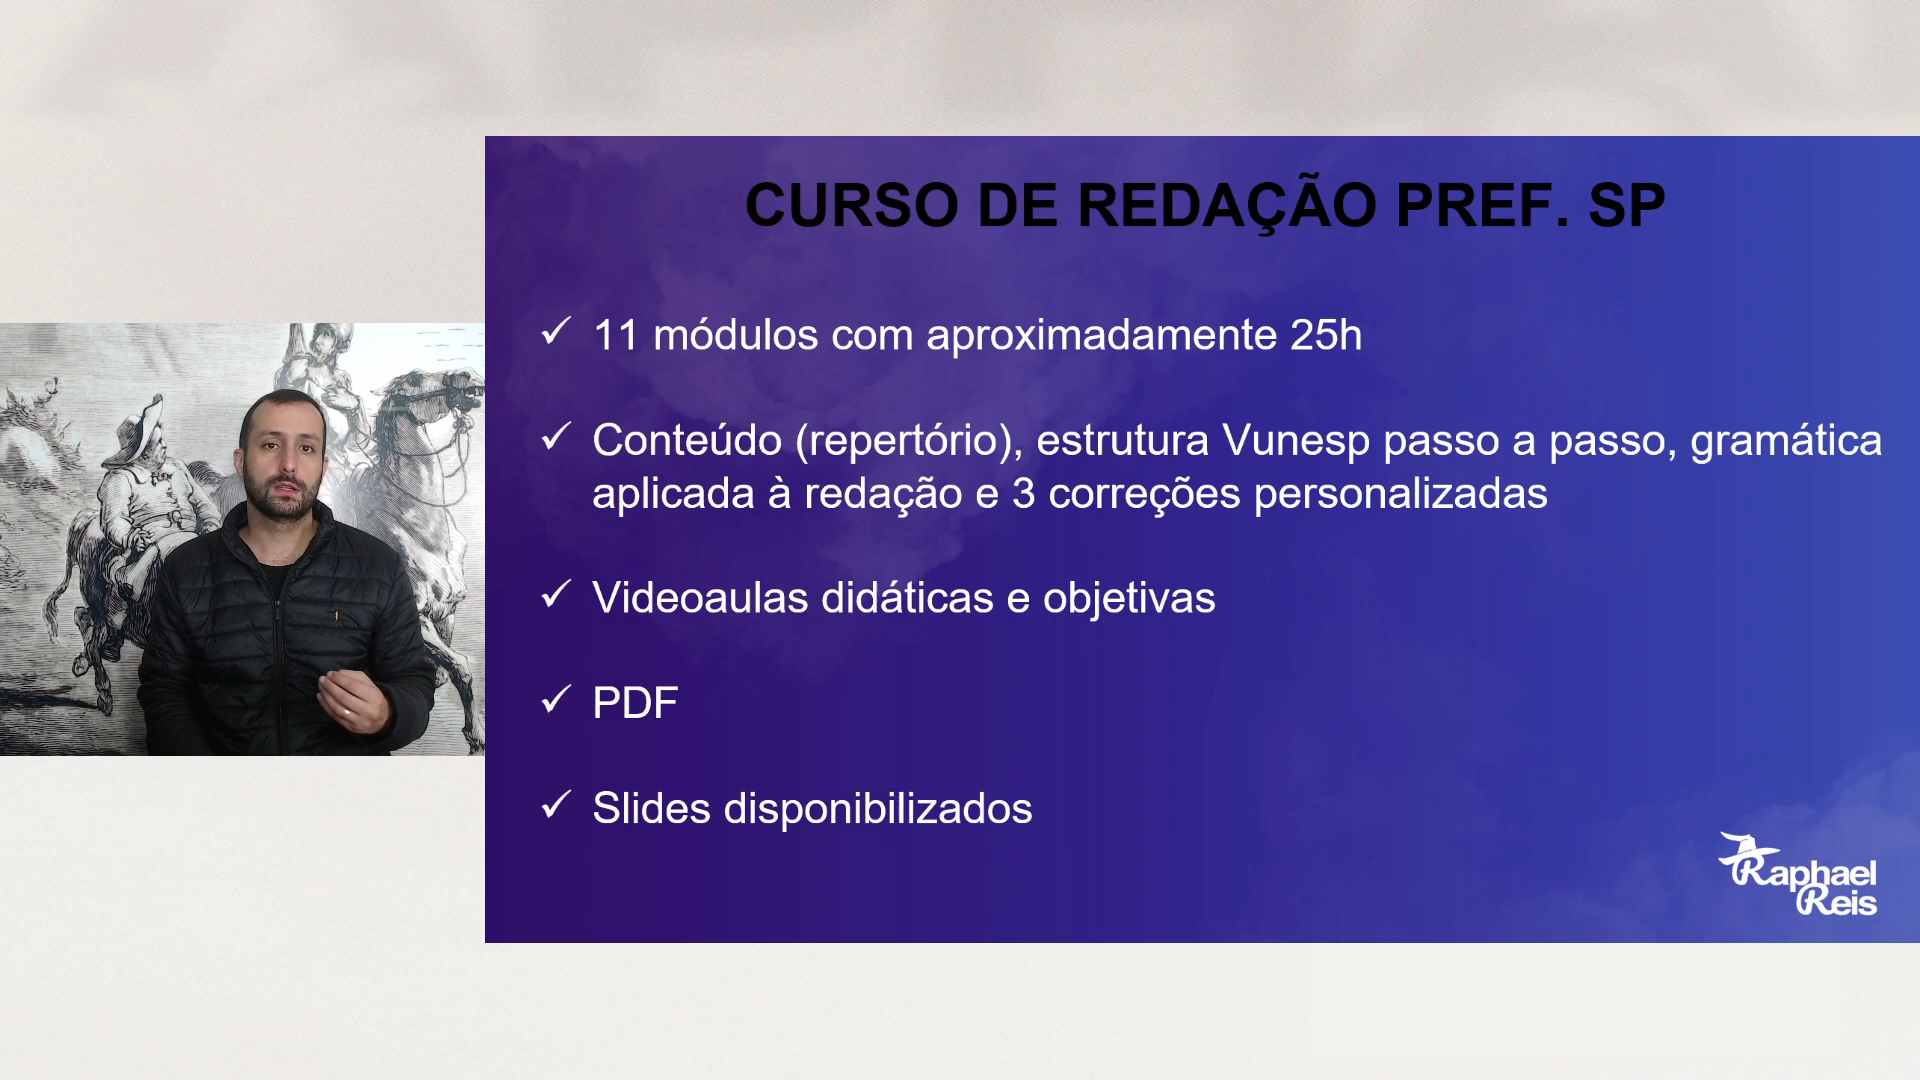 CURSO DE REDAÇÃO PREF. SP
✓ 11 módulos com aproximadamente 25h
✓ Conteúdo (repertório), estrutura Vunesp passo a passo, gramática
aplicada à redação e 3 correções personalizadas
✓ Videoaulas didáticas e objetivas
✓ PDF
✓ Slides disponibilizados
Raphael
Reis